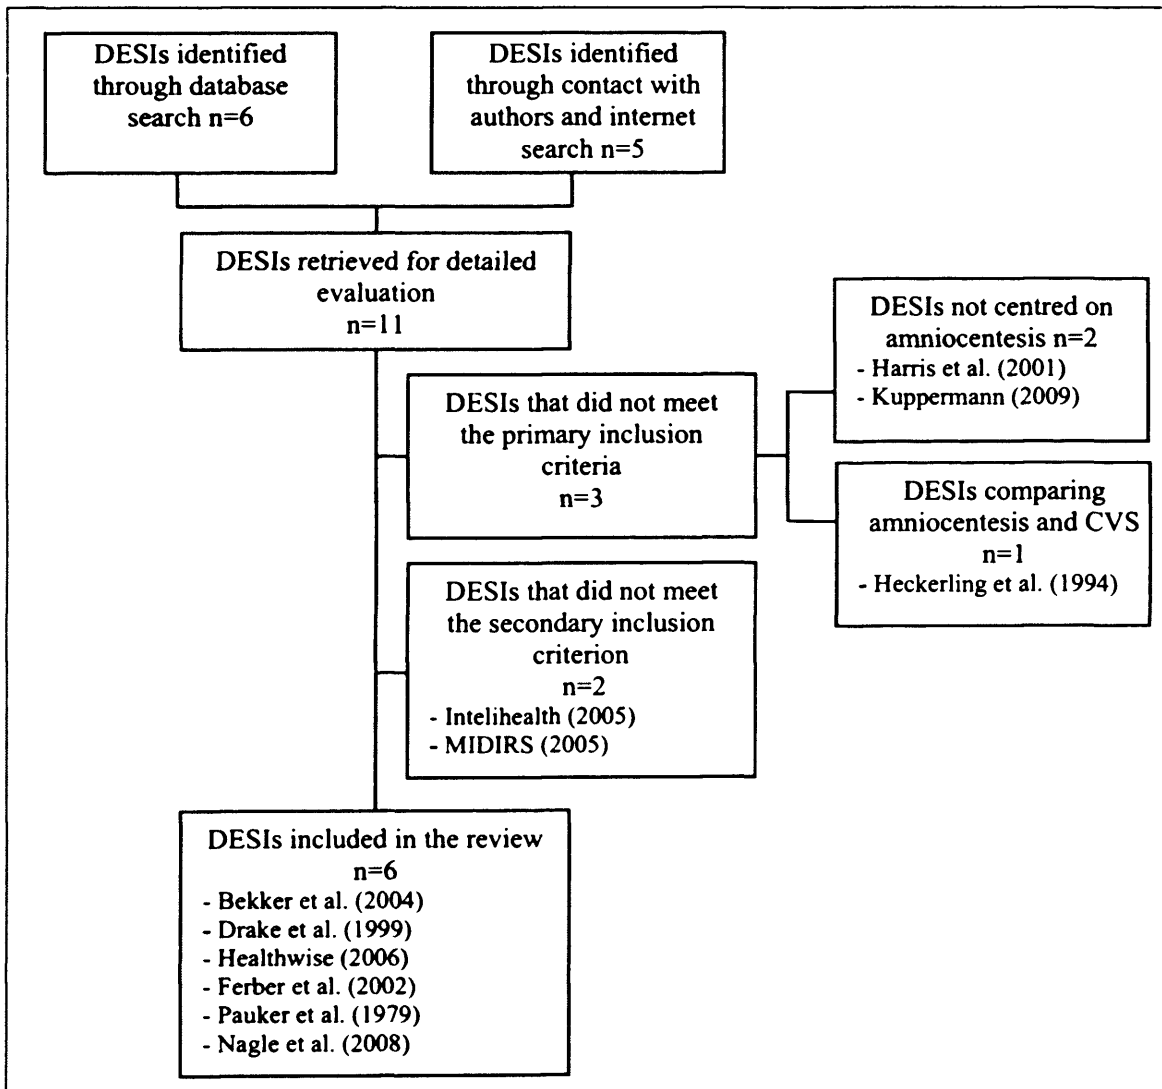 DESIs identified
through database
search n=6
DESIs identified
through contact with
authors and internet
search n=5
DESIs retrieved for detailed
evaluation
n=11
DESIs that did not meet
the primary inclusion
criteria
n=3
DESIs not centred on
amniocentesis n=2
- Harris et al. (2001)
- Kuppermann (2009)
DESIs comparing
amniocentesis and CVS
n=1
- Heckerling et al. (1994)
DESIs that did not meet
the secondary inclusion
criterion
n=2
- Intelihealth (2005)
- MIDIRS (2005)
DESIs included in the review
n=6
- Bekker et al. (2004)
- Drake et al. (1999)
- Healthwise (2006)
- Ferber et al. (2002)
- Pauker et al. (1979)
- Nagle et al. (2008)